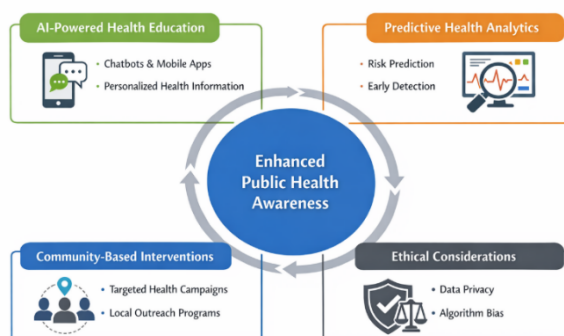 AI-Powered Health Education
• Chatbots & Mobile Apps
• Personalized Health Information
Predictive Health Analytics
• Risk Prediction
• Early Detection
Enhanced
Public Health
Awareness
Community-Based Interventions
• Targeted Health Campaigns
• Local Outreach Programs
Ethical Considerations
• Data Privacy
• Algorithm Bias